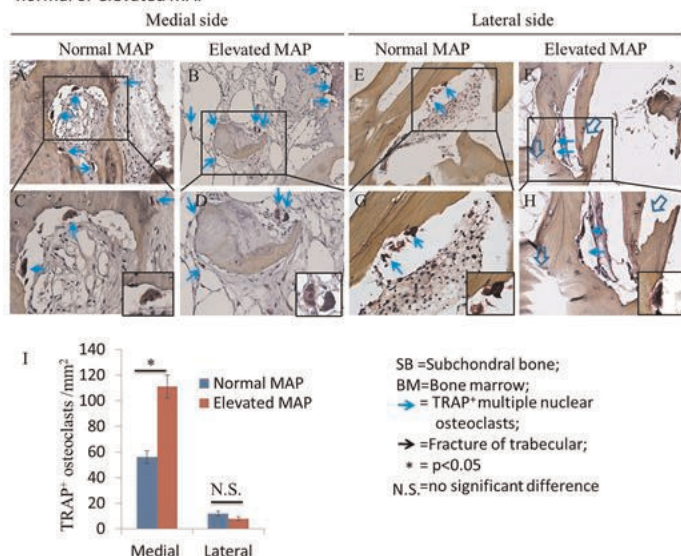 Medial side Lateral side
Normal MAP Elevated MAP Normal MAP Elevated MAP
A B E F
C D G H
I
TRAP⁺ osteoclasts /mm²
140
120
100
80
60
40
20
0
*
N.S.
Normal MAP
Elevated MAP
Medial Lateral
SB =Subchondral bone;
BM=Bone marrow;
= TRAP⁺ multiple nuclear
osteoclasts;
=Fracture of trabecular;
* = p<0.05
N.S.=no significant difference